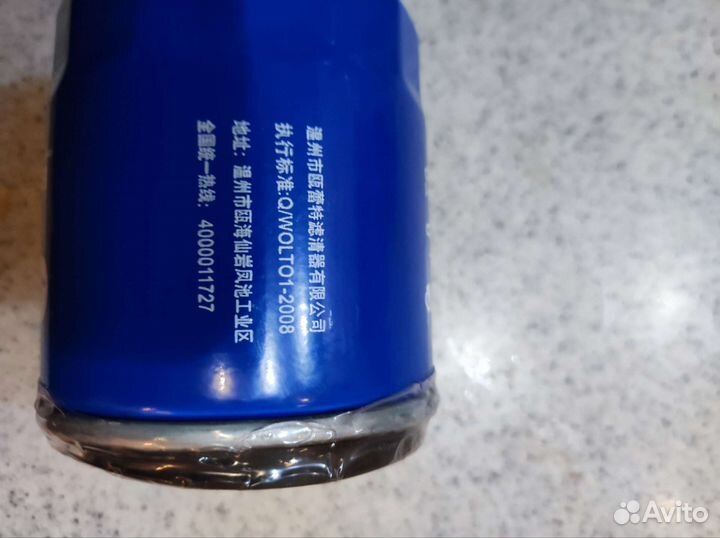 温州市瓯蕾特滤清器有限公司
执行标准:Q/WOLTO1-2008
地址：温州市瓯海仙岩凤池工业区
全国统一热线：4000011727
Avito